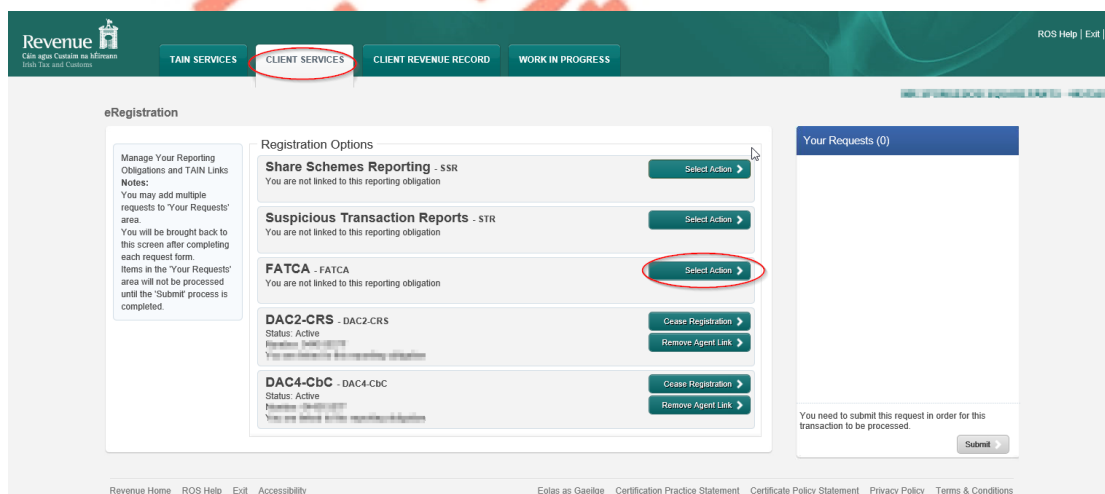 Revenue
Cáin agus Custaim na hÉireann
Irish Tax and Customs
TAIN SERVICES
CLIENT SERVICES
CLIENT REVENUE RECORD
WORK IN PROGRESS
ROS Help | Exit |
eRegistration
Manage Your Reporting
Obligations and TAIN Links
Notes:
You may add multiple
requests to 'Your Requests'
area.
You will be brought back to
this screen after completing
each request form.
Items in the 'Your Requests'
area will not be processed
until the 'Submit' process is
completed.
Registration Options
Share Schemes Reporting - SSR
You are not linked to this reporting obligation
Select Action
Suspicious Transaction Reports - STR
You are not linked to this reporting obligation
Select Action
FATCA - FATCA
You are not linked to this reporting obligation
Select Action
DAC2-CRS - DAC2-CRS
Status: Active
Cease Registration
Remove Agent Link
DAC4-CbC - DAC4-CbC
Status: Active
Cease Registration
Remove Agent Link
Your Requests (0)
You need to submit this request in order for this
transaction to be processed.
Submit
Revenue Home ROS Help Exit Accessibility
Eolas as Gaeilge Certification Practice Statement Certificate Policy Statement Privacy Policy Terms & Conditions